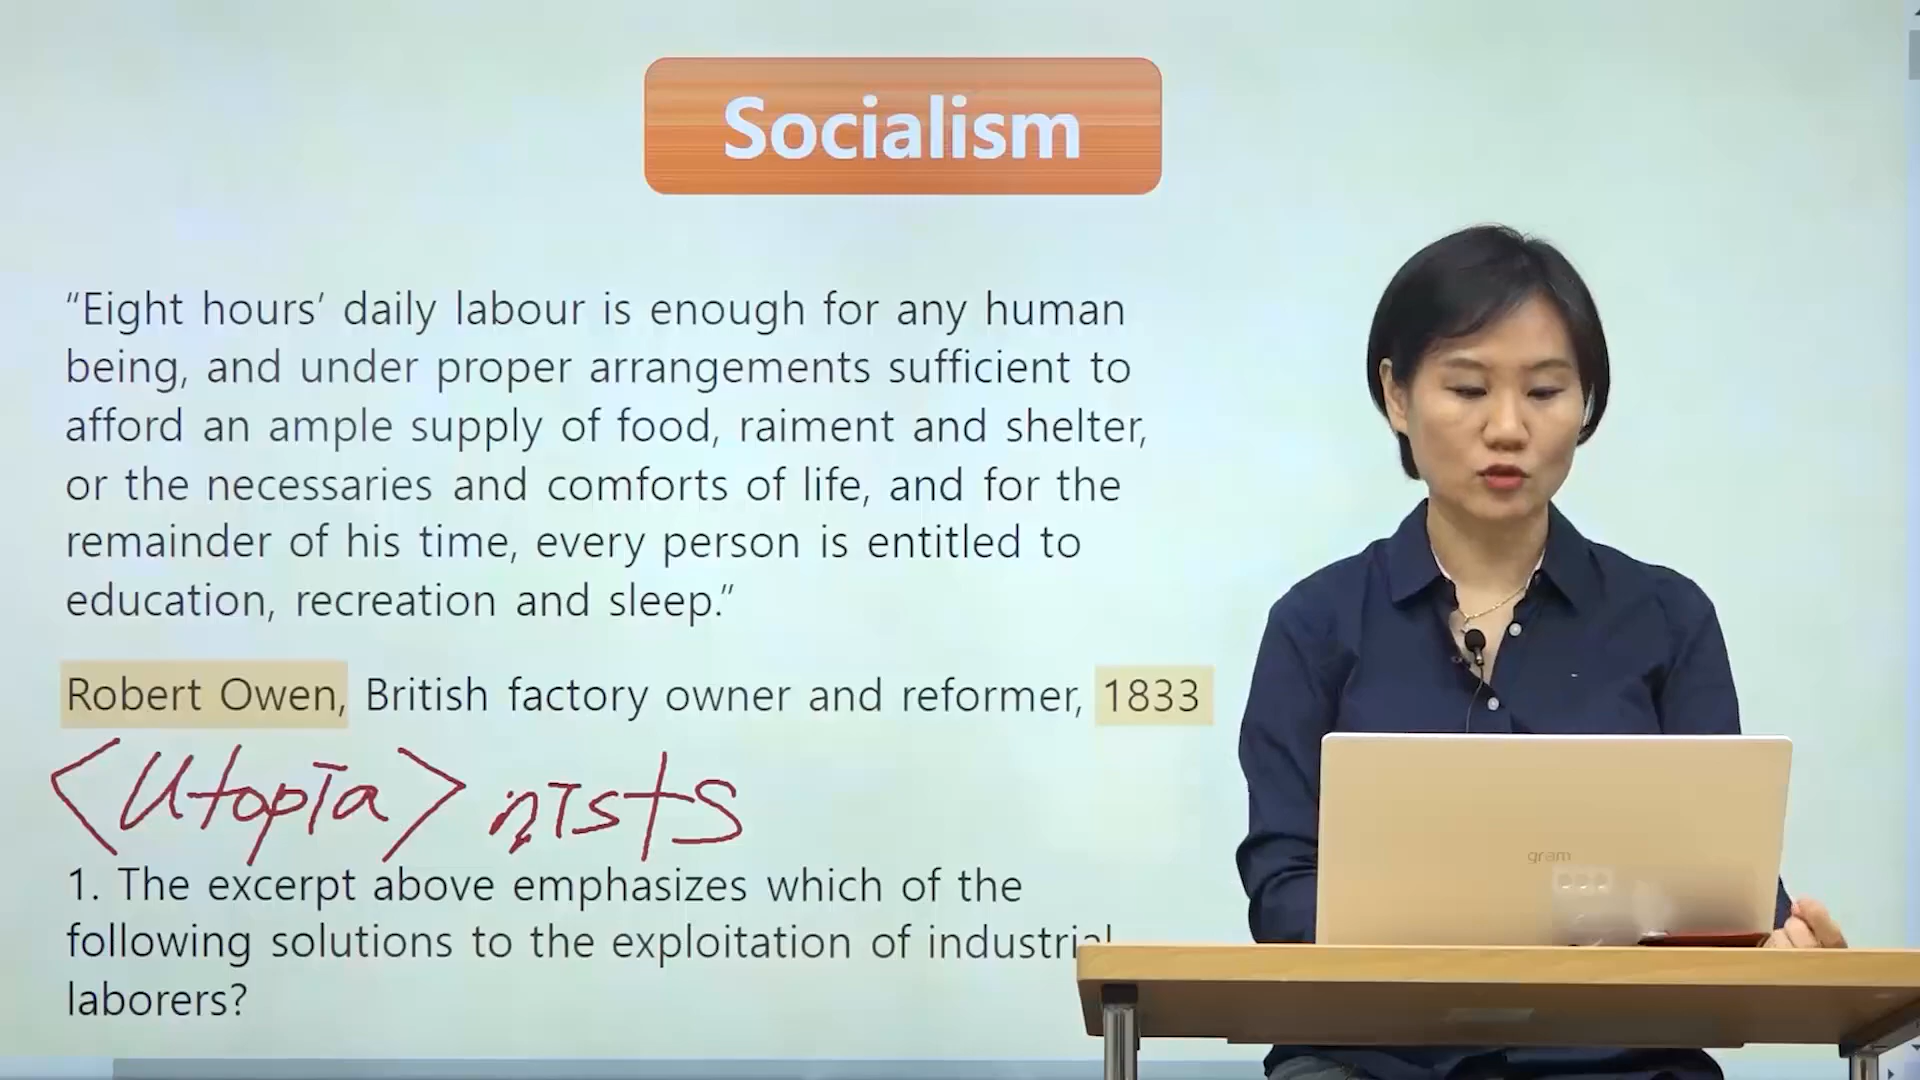 Socialism
“Eight hours’ daily labour is enough for any human
being, and under proper arrangements sufficient to
afford an ample supply of food, raiment and shelter,
or the necessaries and comforts of life, and for the
remainder of his time, every person is entitled to
education, recreation and sleep.”
Robert Owen, British factory owner and reformer, 1833
<Utopia> nists
1. The excerpt above emphasizes which of the
following solutions to the exploitation of industrial
laborers?
gram